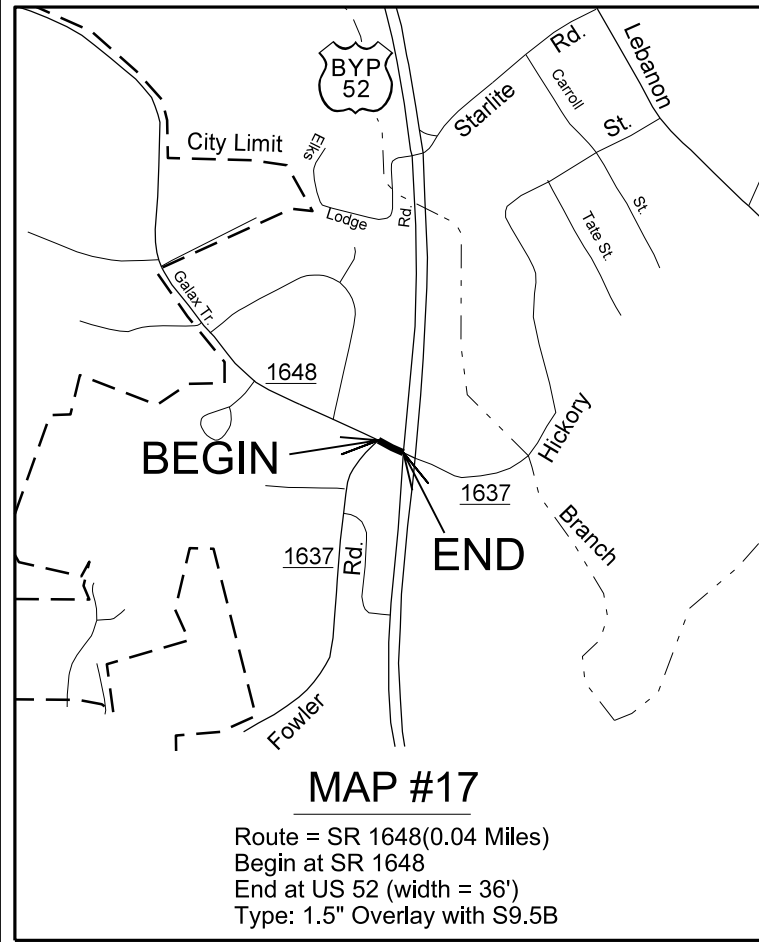 BYP
52
Rd.
Lebanon
Carroll
Starlite
St.
City Limit
Elks
Lodge
Rd.
St.
Tate St.
Galax Tr.
1648
BEGIN
Hickory
1637
END
Branch
1637
Rd.
Fowler
MAP #17
Route = SR 1648(0.04 Miles)
Begin at SR 1648
End at US 52 (width = 36')
Type: 1.5" Overlay with S9.5B